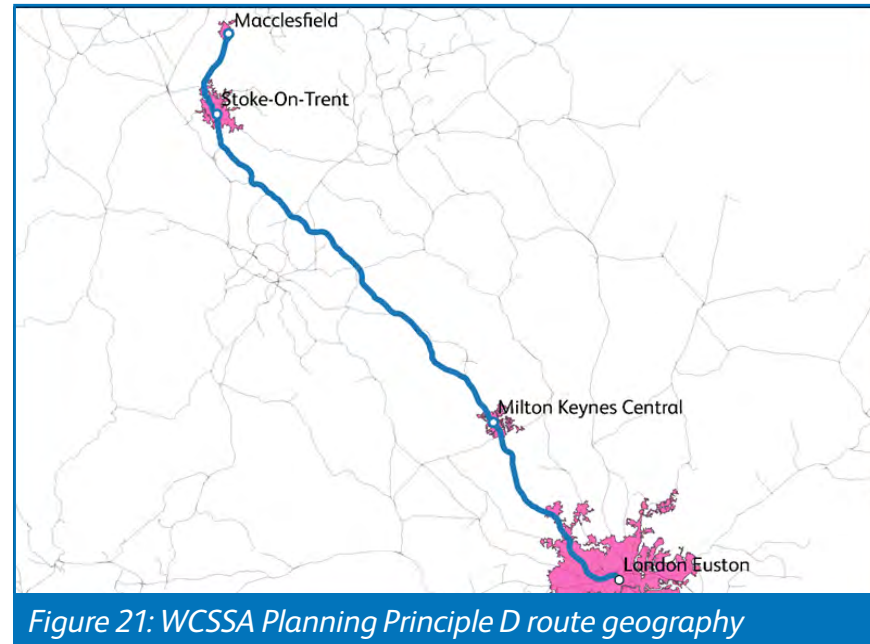 Macclesfield
Stoke-On-Trent
Milton Keynes Central
London Euston
Figure 21: WCSSA Planning Principle D route geography